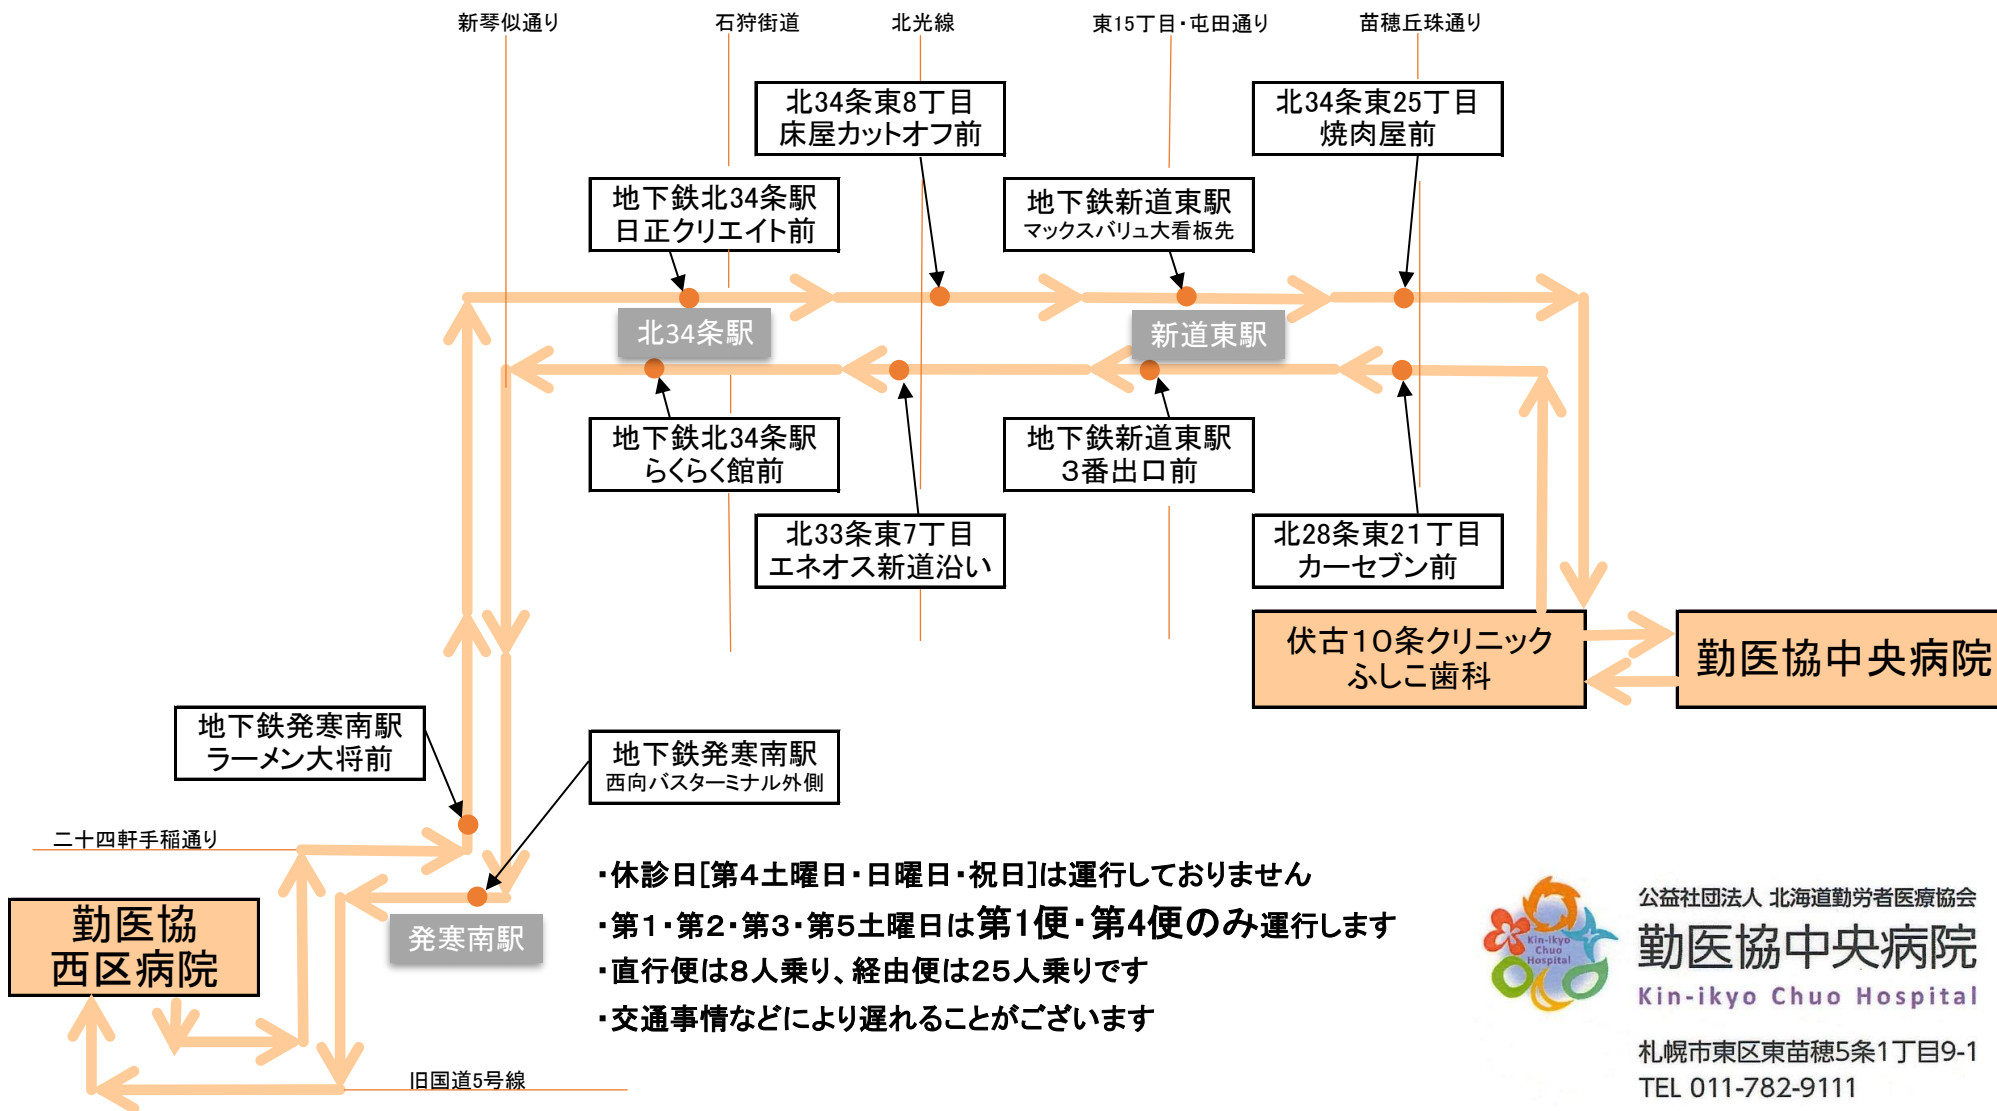 新琴似通り
石狩街道
北光線
東15丁目・屯田通り
苗穂丘珠通り
北34条東8丁目
床屋カットオフ前
北34条東25丁目
焼肉屋前
地下鉄北34条駅
日正クリエイト前
地下鉄新道東駅
マックスバリュ大看板先
北34条駅
新道東駅
地下鉄北34条駅
らくらく館前
地下鉄新道東駅
3番出口前
北33条東7丁目
エネオス新道沿い
北28条東21丁目
カーセブン前
伏古10条クリニック
ふしこ歯科
勤医協中央病院
地下鉄発寒南駅
ラーメン大将前
地下鉄発寒南駅
西向バスターミナル外側
二十四軒手稲通り
発寒南駅
勤医協
西区病院
旧国道5号線
・休診日[第4土曜日・日曜日・祝日]は運行しておりません
・第1・第2・第3・第5土曜日は第1便・第4便のみ運行します
・直行便は8人乗り、経由便は25人乗りです
・交通事情などにより遅れることがございます
Kin-ikyo
Chuo
Hospital
公益社団法人 北海道勤労者医療協会
勤医協中央病院
Kin-ikyo Chuo Hospital
札幌市東区東苗穂5条1丁目9-1
TEL 011-782-9111